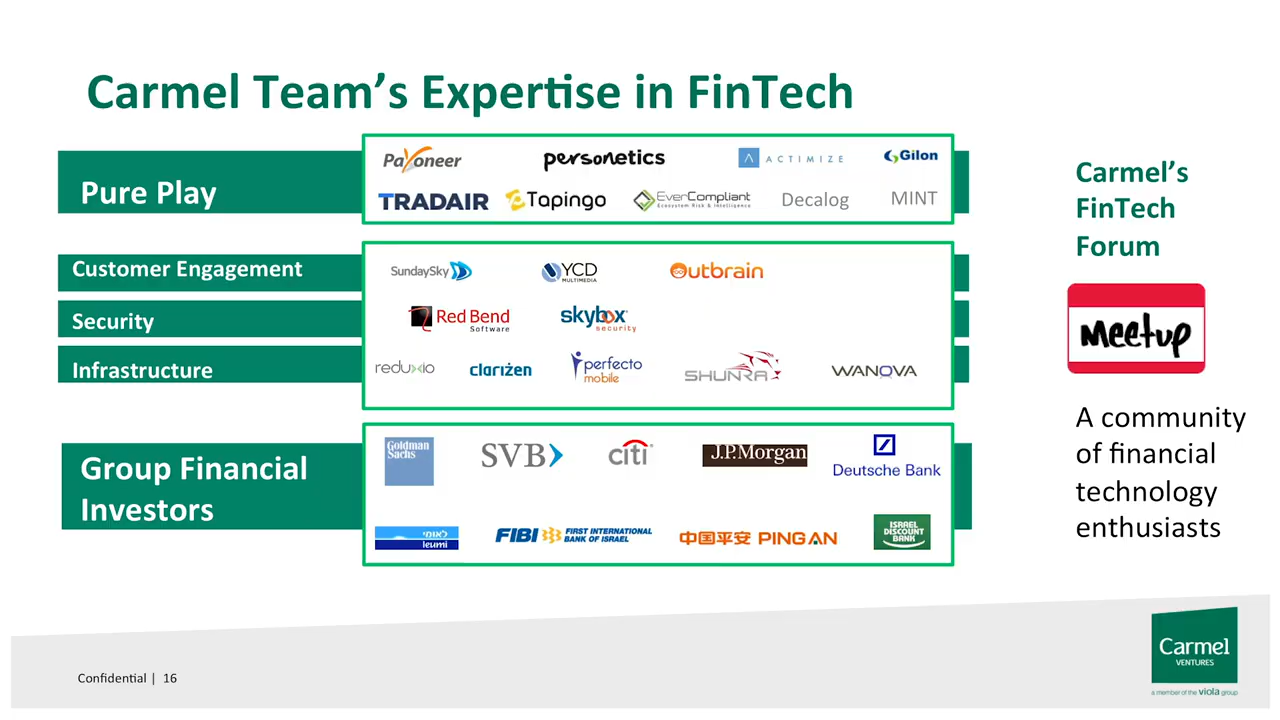 Carmel Team's Expertise in FinTech
Pure Play
Payoneer personetics ACTIMIZE Gilon
TRADAIR Tapingo EverCompliant Decalog MINT
Ecosystem Risk & Intelligence
Customer Engagement
SundaySky YCD Outbrain
MULTIMEDIA
Security
Red Bend skybox
Software security
Infrastructure
reduxio clarizen perfecto SHUNRA WANOVA
mobile
Group Financial
Investors
Goldman
Sachs
SVB citi J.P.Morgan
Deutsche Bank
לאומי
leumi
FIBI FIRST INTERNATIONAL
BANK OF ISRAEL
中国平安 PING AN
ISRAEL
DISCOUNT
BANK
Carmel's
FinTech
Forum
Meetup
A community
of financial
technology
enthusiasts
Confidential | 16
Carmel
VENTURES
a member of the viola group